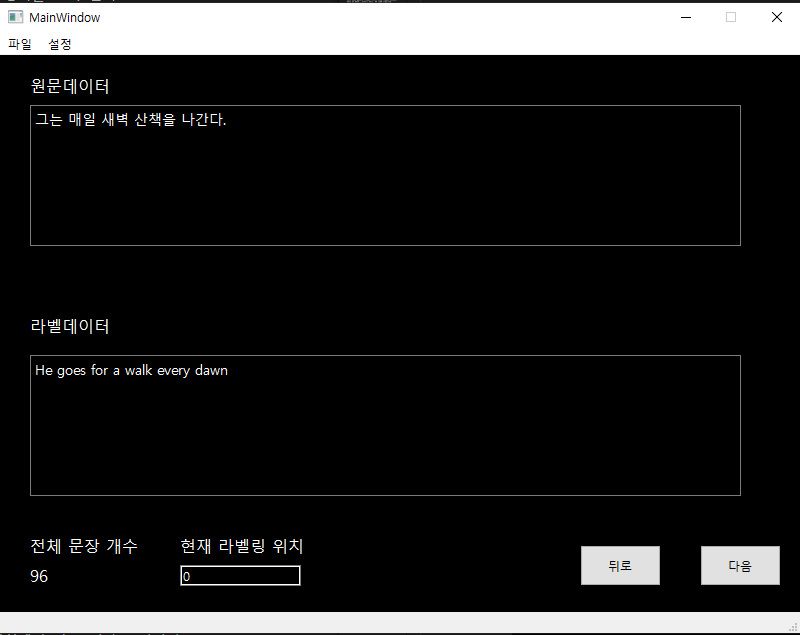 MainWindow
파일 설정
원문데이터
그는 매일 새벽 산책을 나간다.
라벨데이터
He goes for a walk every dawn
전체 문장 개수 현재 라벨링 위치
96 0
뒤로 다음